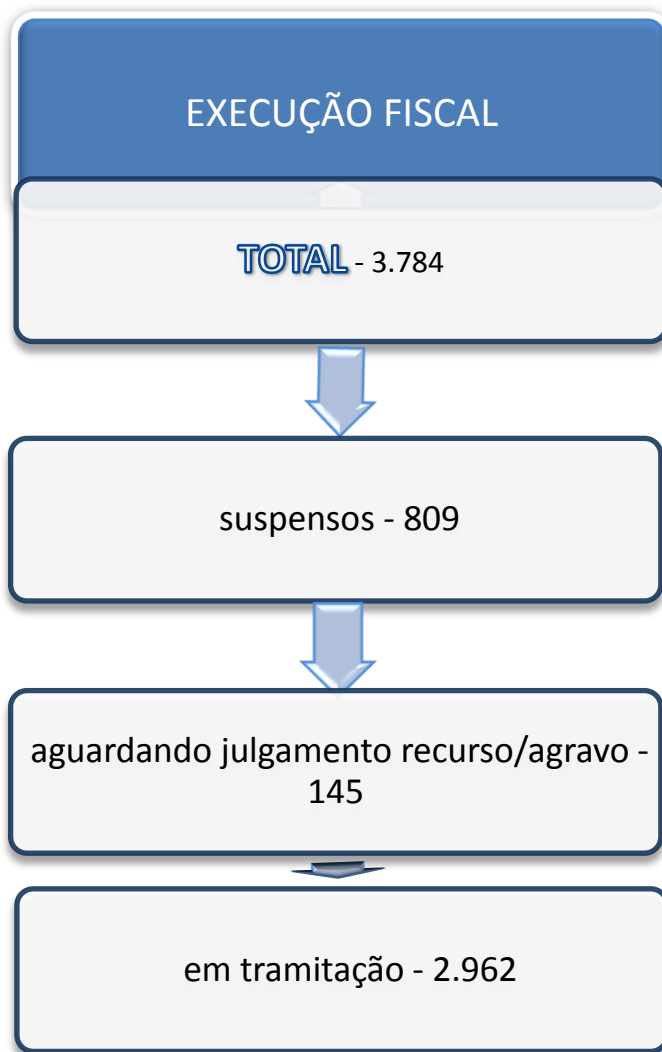 EXECUÇÃO FISCAL
TOTAL - 3.784
suspensos - 809
aguardando julgamento recurso/agravo -
145
em tramitação - 2.962